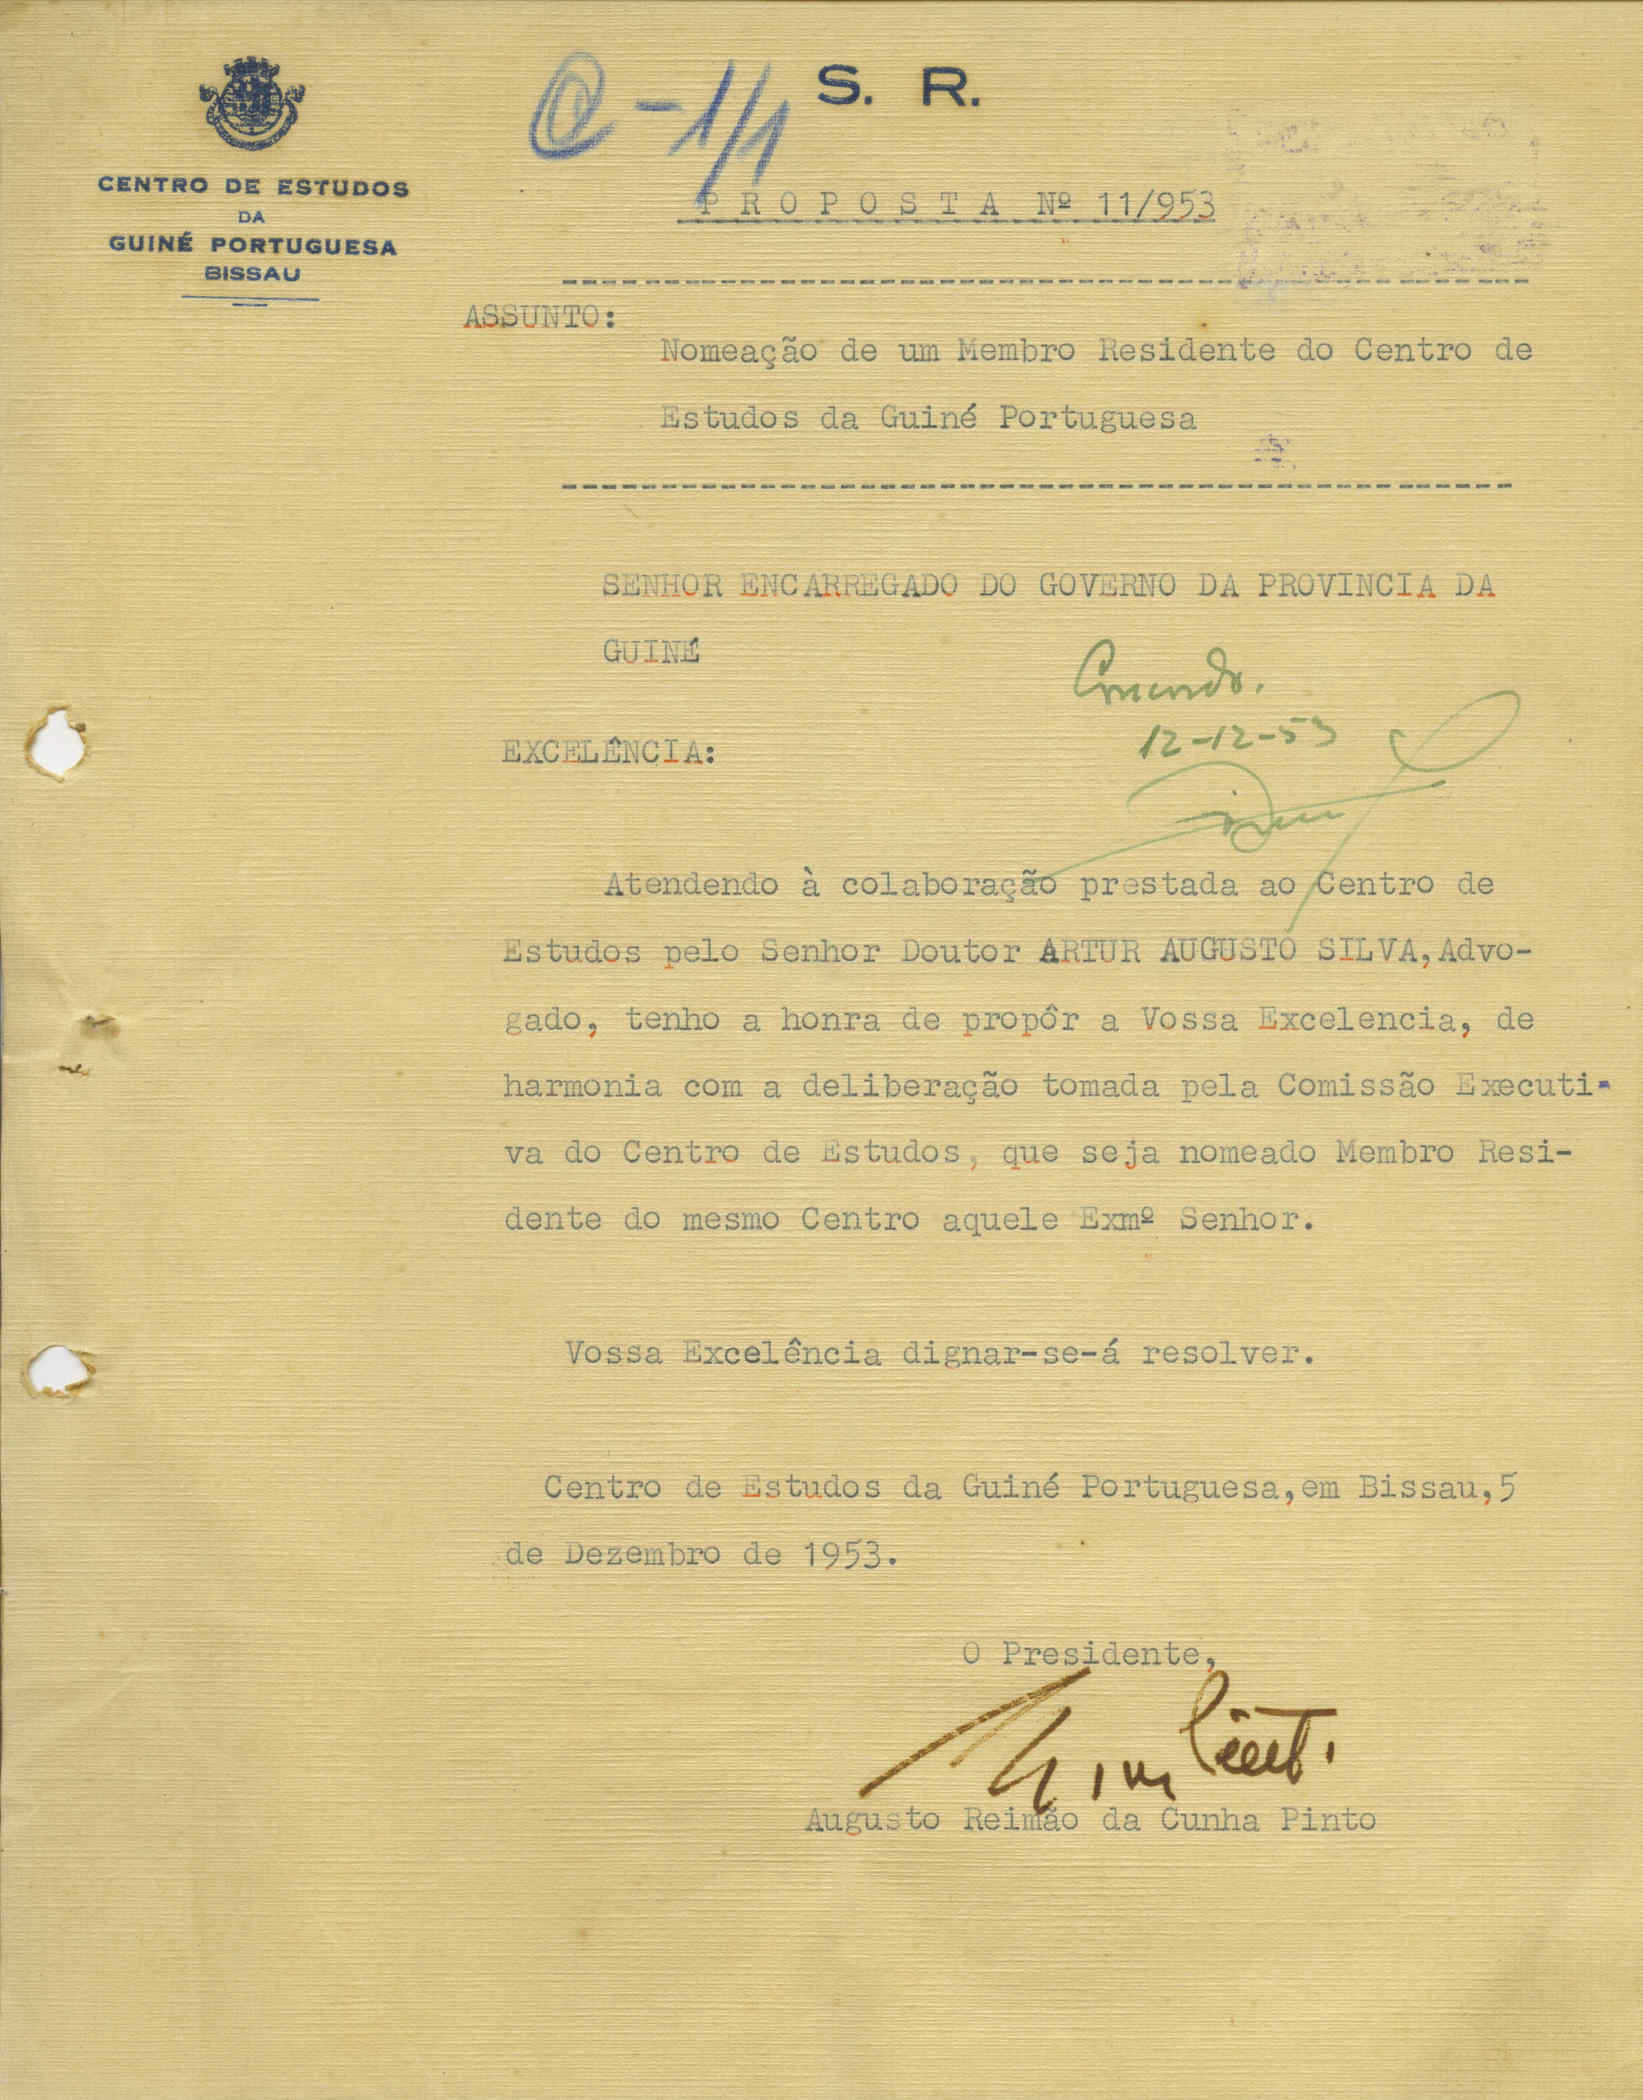 S. R.
CENTRO DE ESTUDOS
DA
GUINÉ PORTUGUESA
BISSAU
C - 1/1
PROPOSTA Nº 11/953
ASSUNTO:
Nomeação de um Membro Residente do Centro de
Estudos da Guiné Portuguesa
SENHOR ENCARREGADO DO GOVERNO DA PROVINCIA DA
GUINÉ
Concordo.
12-12-53
EXCELÊNCIA:
Atendendo à colaboração prestada ao Centro de
Estudos pelo Senhor Doutor ARTUR AUGUSTO SILVA, Advo-
gado, tenho a honra de propôr a Vossa Excelencia, de
harmonia com a deliberação tomada pela Comissão Executi-
va do Centro de Estudos, que seja nomeado Membro Resi-
dente do mesmo Centro aquele Exmº Senhor.
Vossa Excelência dignar-se-á resolver.
Centro de Estudos da Guiné Portuguesa, em Bissau, 5
de Dezembro de 1953.
O Presidente,
Augusto Reimão da Cunha Pinto